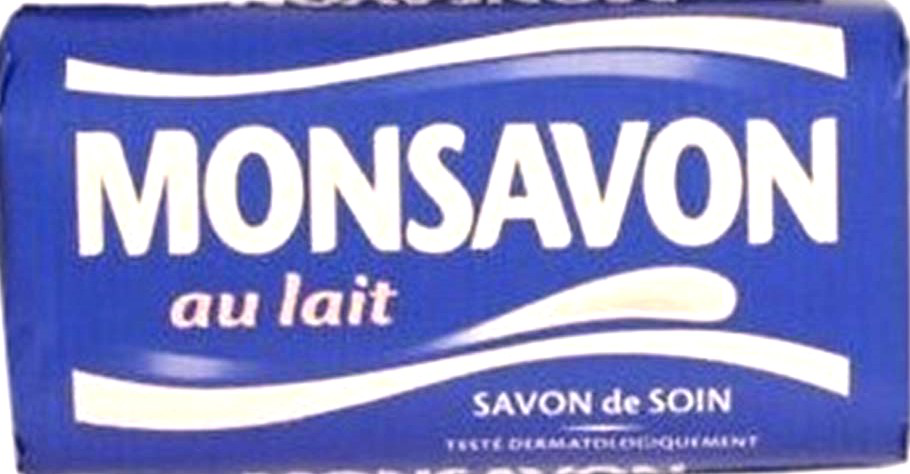 MONSAVON
au lait
SAVON de SOIN
TESTÉ DERMATOLOGIQUEMENT